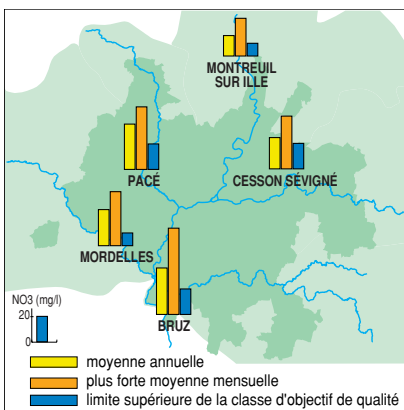 MONTREUIL
SUR ILLE
PACÉ
CESSON SÉVIGNÉ
MORDELLES
BRUZ
NO3 (mg/l)
20
0
moyenne annuelle
plus forte moyenne mensuelle
limite supérieure de la classe d'objectif de qualité